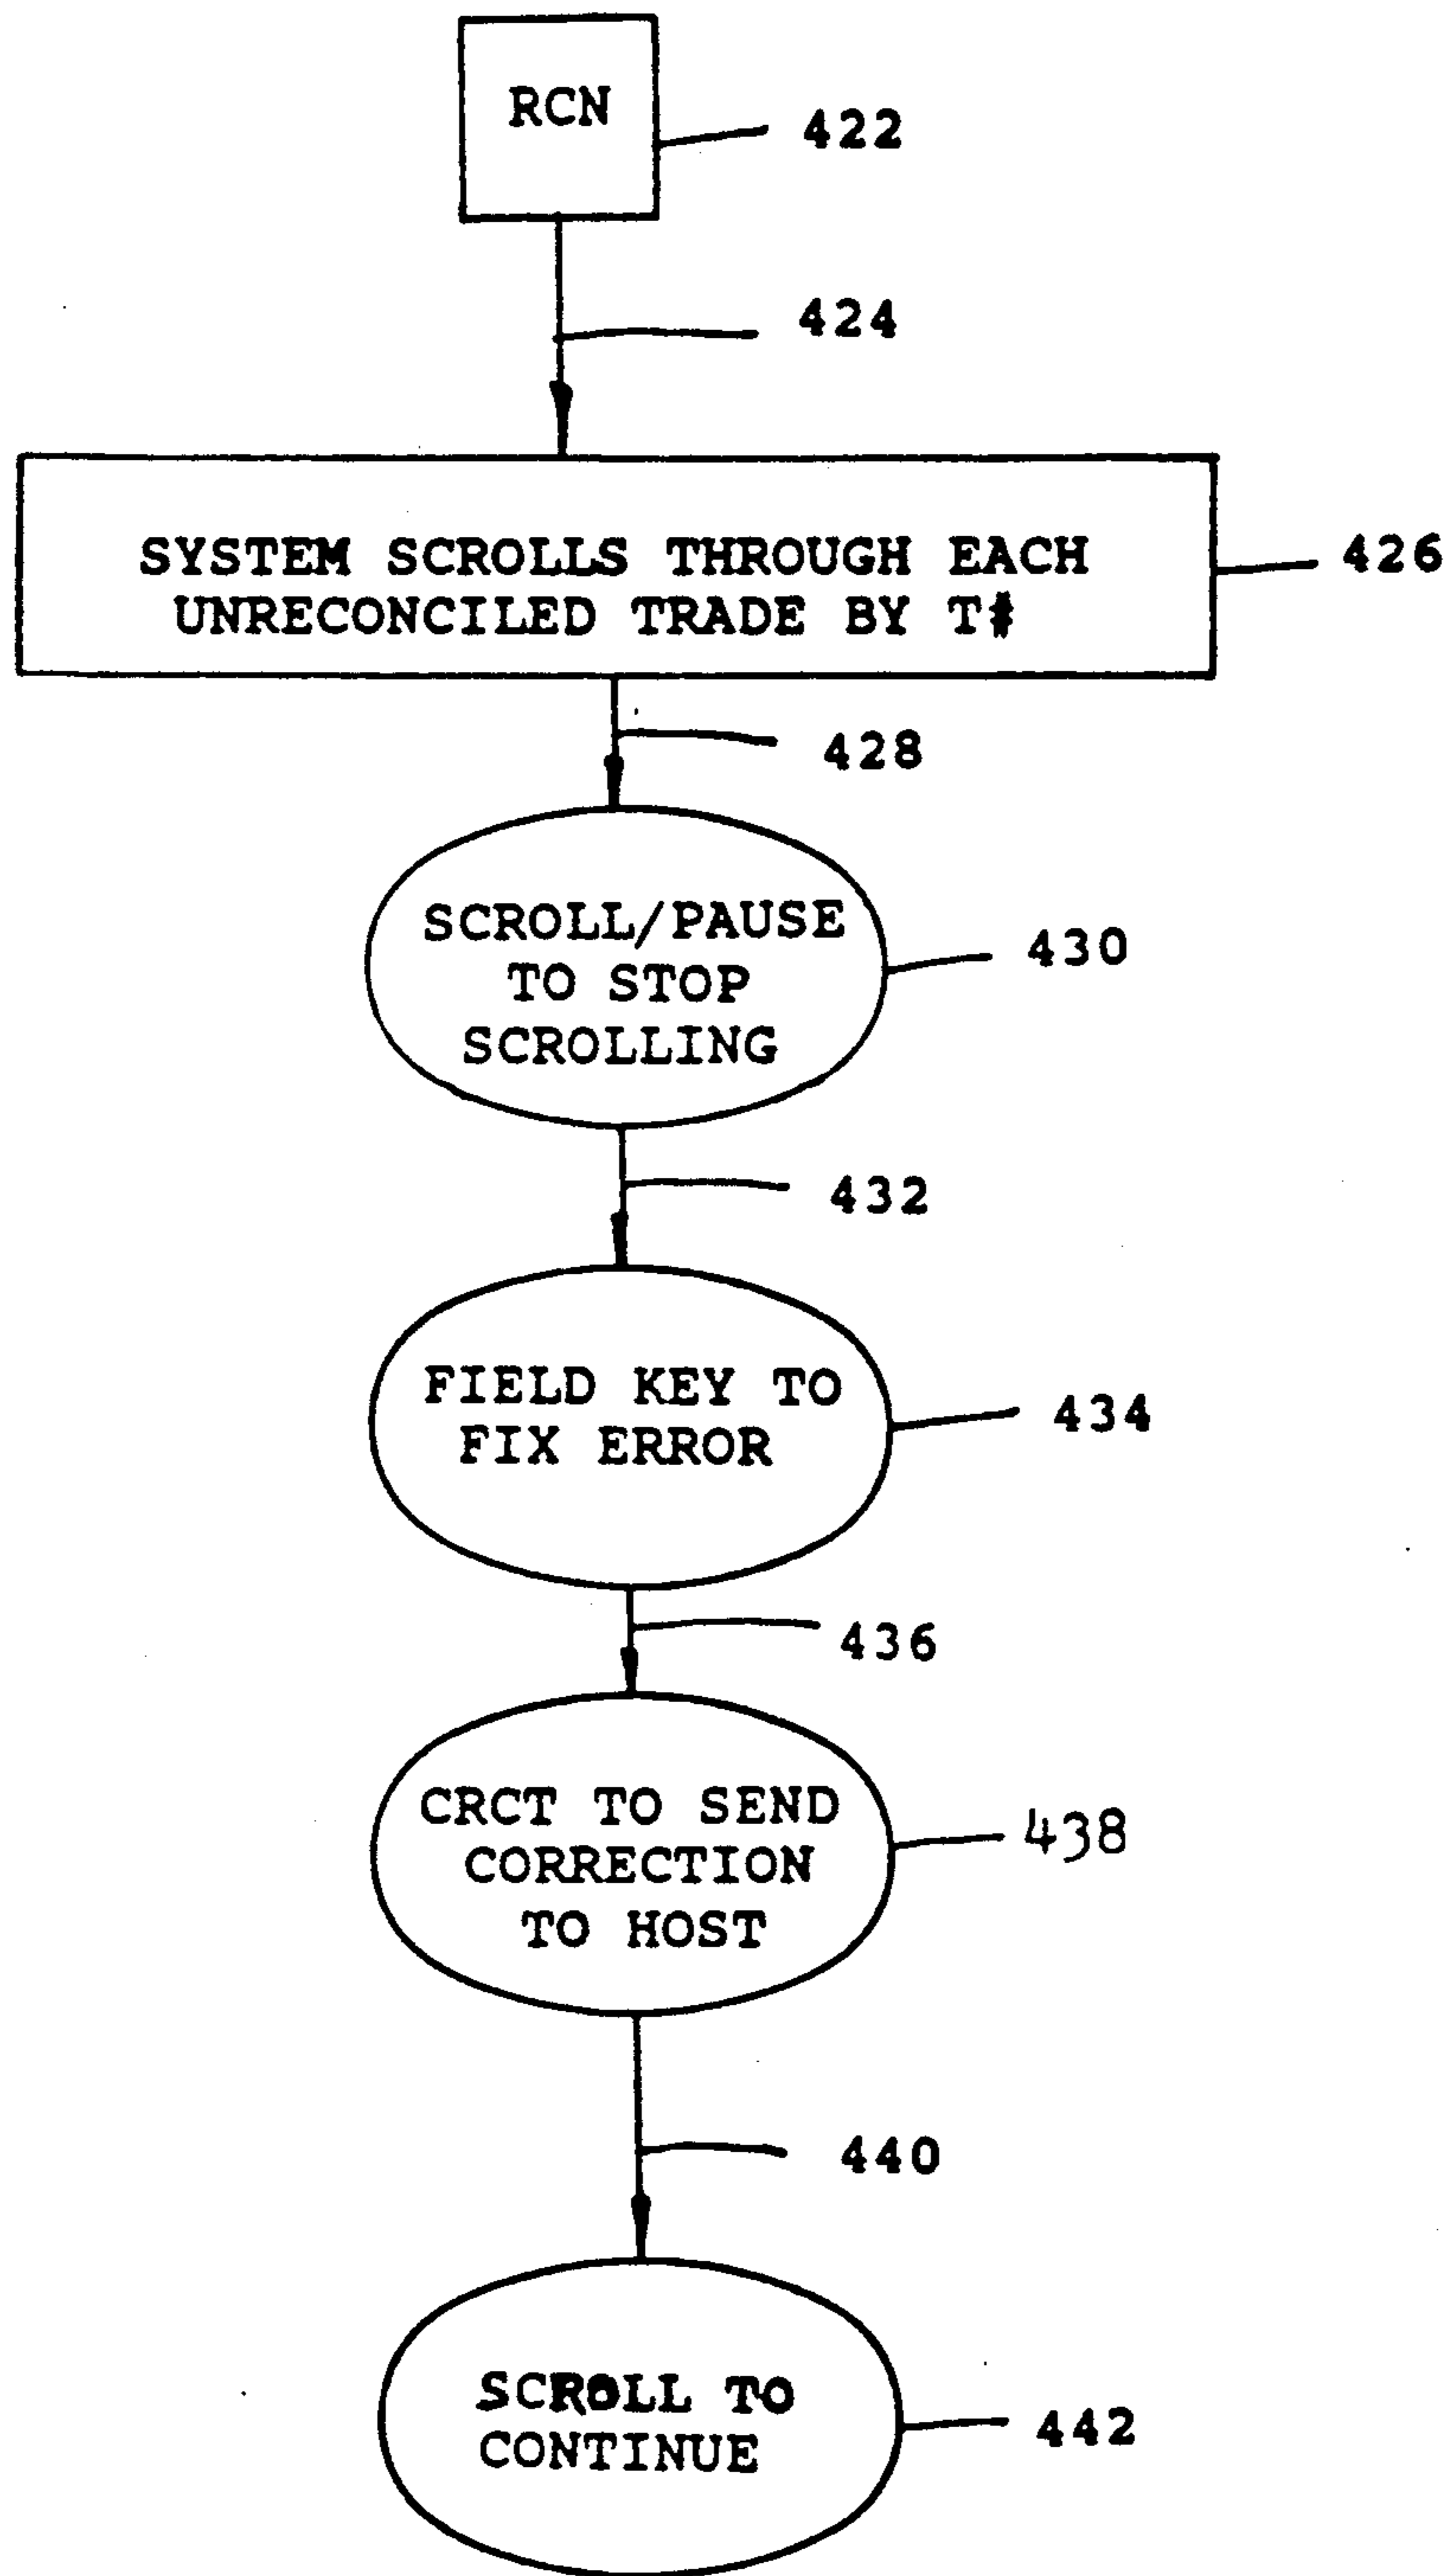 RCN
422
424
SYSTEM SCROLLS THROUGH EACH
UNRECONCILED TRADE BY T#
426
428
SCROLL/PAUSE
TO STOP
SCROLLING
430
432
FIELD KEY TO
FIX ERROR
434
436
CRCT TO SEND
CORRECTION
TO HOST
438
440
SCROLL TO
CONTINUE
442